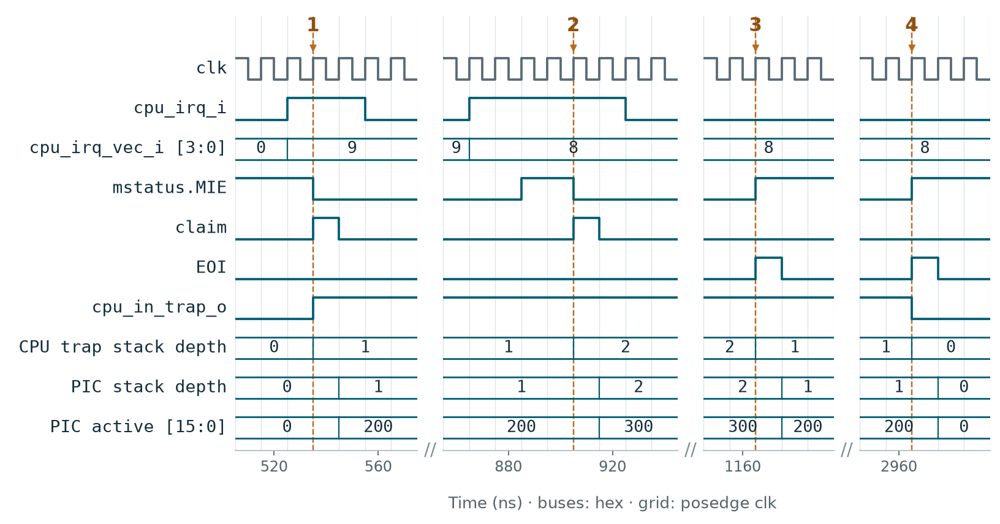 1 2 3 4
clk
cpu_irq_i
cpu_irq_vec_i [3:0] 0 9 9 8 8 8
mstatus.MIE
claim
EOI
cpu_in_trap_o
CPU trap stack depth 0 1 1 2 2 1 1 0
PIC stack depth 0 1 1 2 2 1 1 0
PIC active [15:0] 0 200 200 300 300 200 200 0
// // //
520 560 880 920 1160 2960
Time (ns) · buses: hex · grid: posedge clk